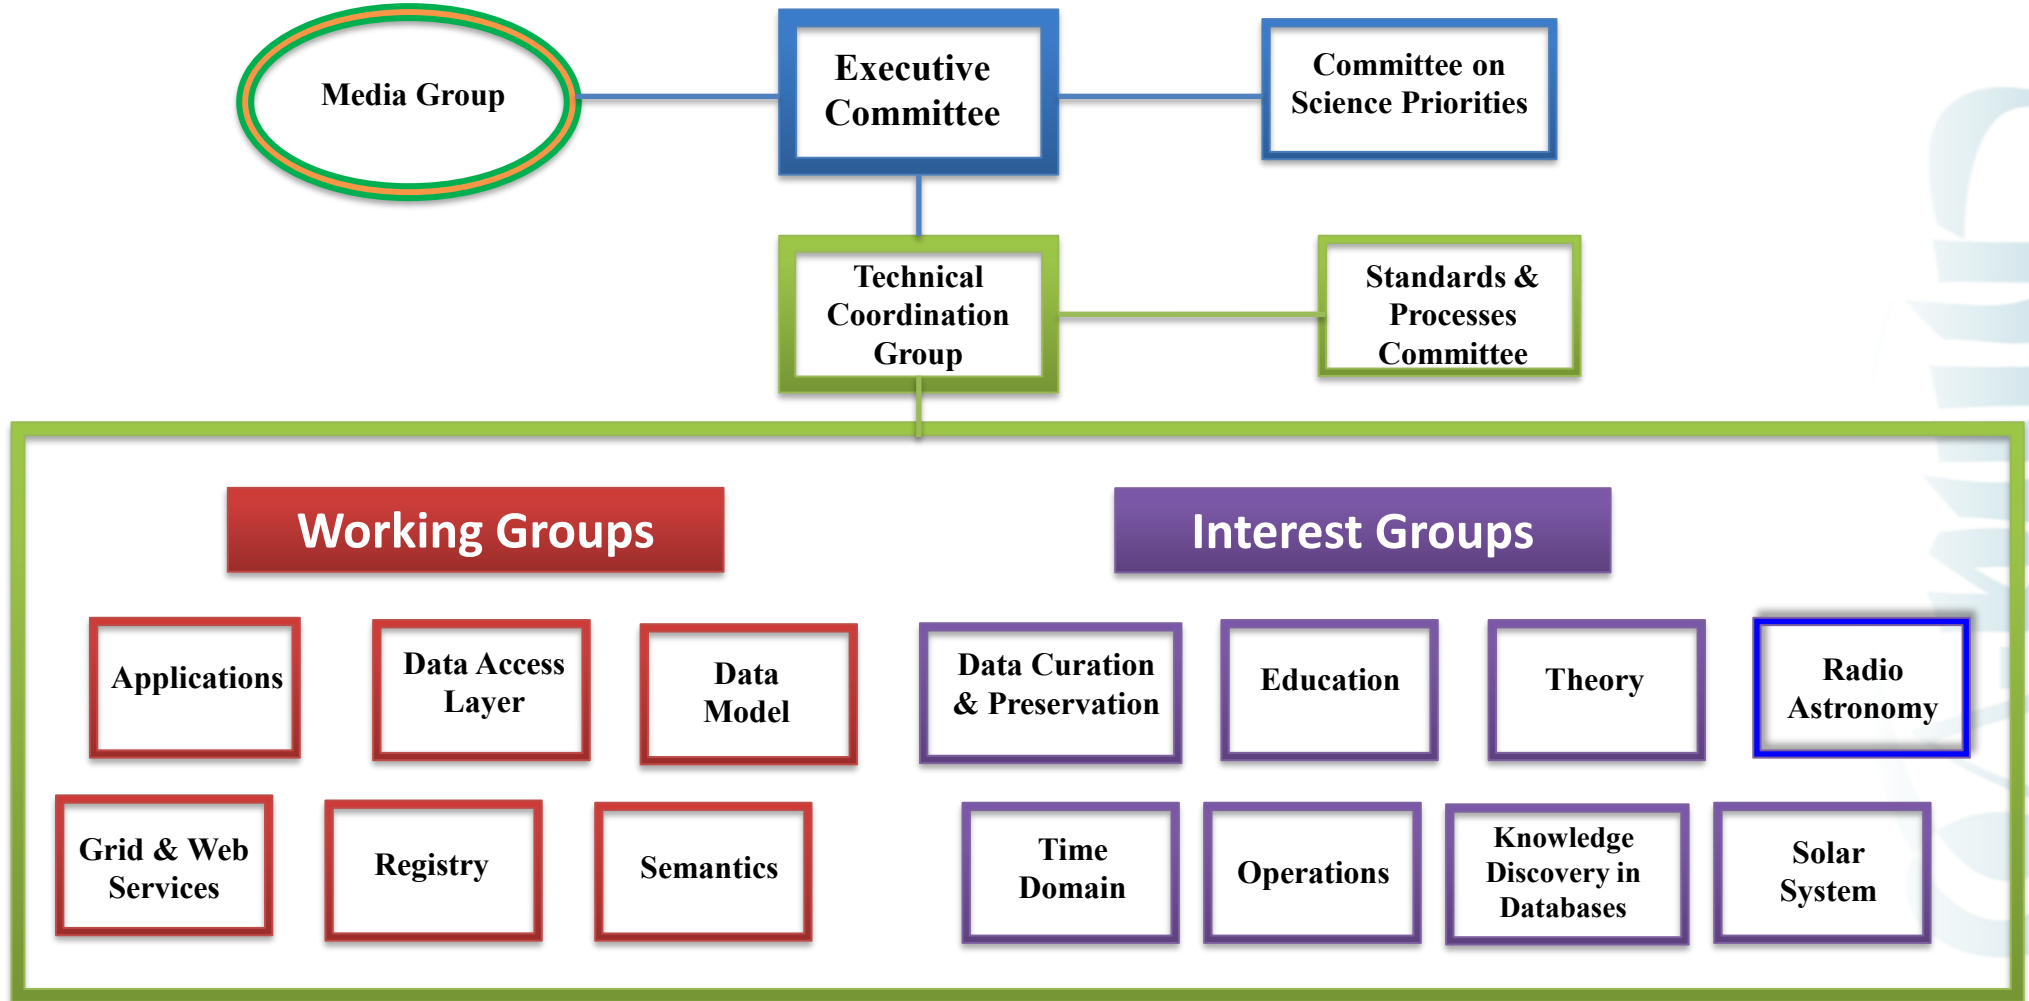 Media Group
Executive
Committee
Committee on
Science Priorities
Technical
Coordination
Group
Standards &
Processes
Committee
Working Groups
Interest Groups
Applications
Data Access
Layer
Data
Model
Data Curation
& Preservation
Education
Theory
Radio
Astronomy
Grid & Web
Services
Registry
Semantics
Time
Domain
Operations
Knowledge
Discovery in
Databases
Solar
System